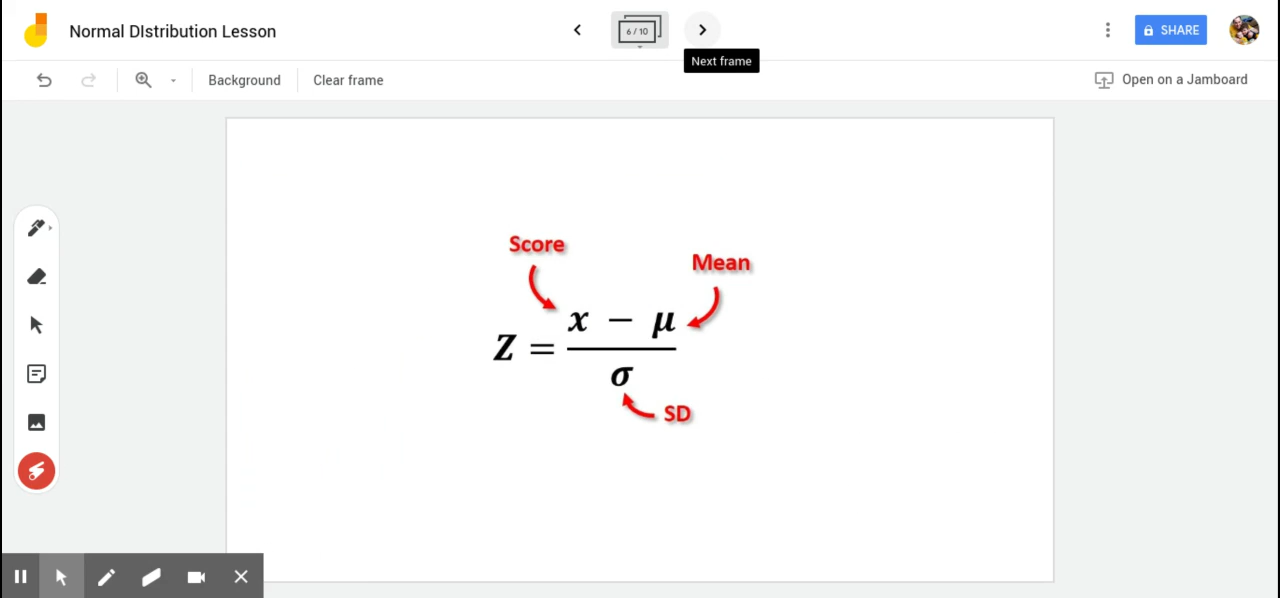 Normal DIstribution Lesson
6 / 10
SHARE
Next frame
Background
Clear frame
Open on a Jamboard
Score
Mean
Z = x − μ
σ
SD